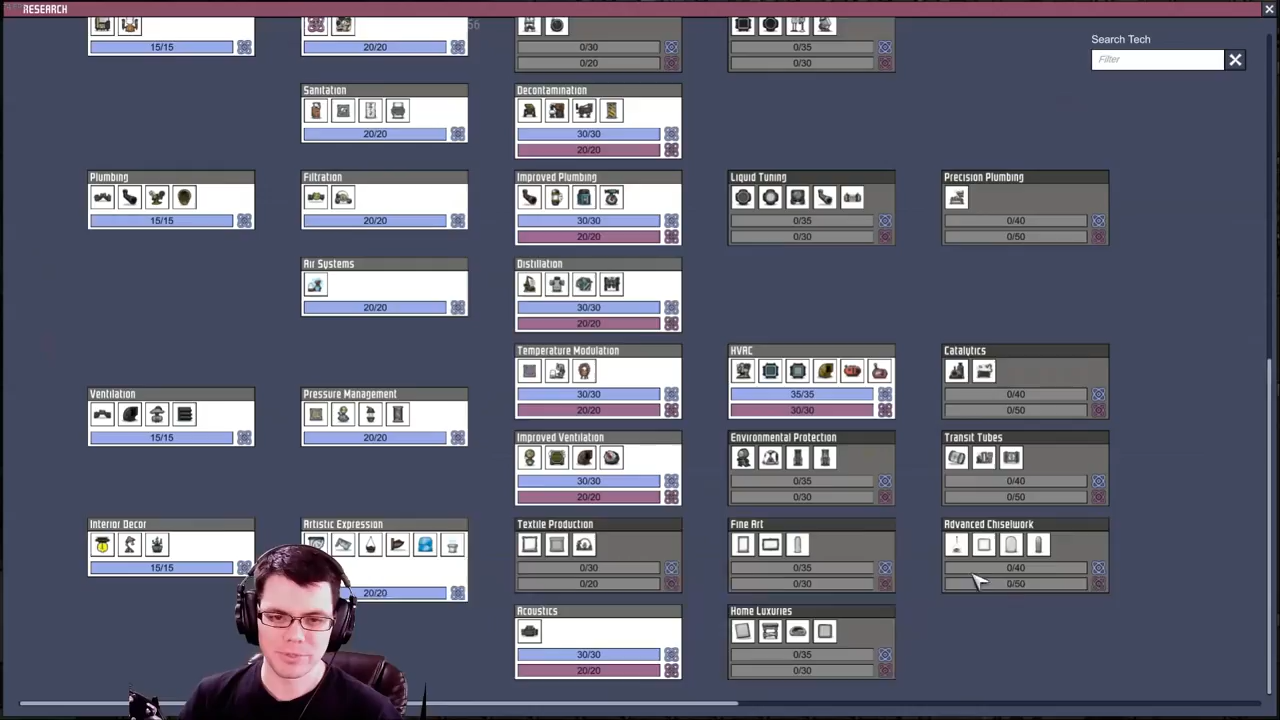 RESEARCH
56
Search Tech
Filter
15/15
20/20
0/30
0/20
0/35
0/30
Sanitation
20/20
Decontamination
30/30
20/20
Plumbing
15/15
Filtration
20/20
Improved Plumbing
30/30
20/20
Liquid Tuning
0/35
0/30
Precision Plumbing
0/40
0/50
Air Systems
20/20
Distillation
30/30
20/20
Temperature Modulation
30/30
20/20
HVAC
35/35
30/30
Catalytics
0/40
0/50
Ventilation
15/15
Pressure Management
20/20
Improved Ventilation
30/30
20/20
Environmental Protection
0/35
0/30
Transit Tubes
0/40
0/50
Interior Decor
15/15
Artistic Expression
20/20
Textile Production
0/30
0/20
Fine Art
0/35
0/30
Advanced Chiselwork
0/40
0/50
Acoustics
30/30
20/20
Home Luxuries
0/35
0/30